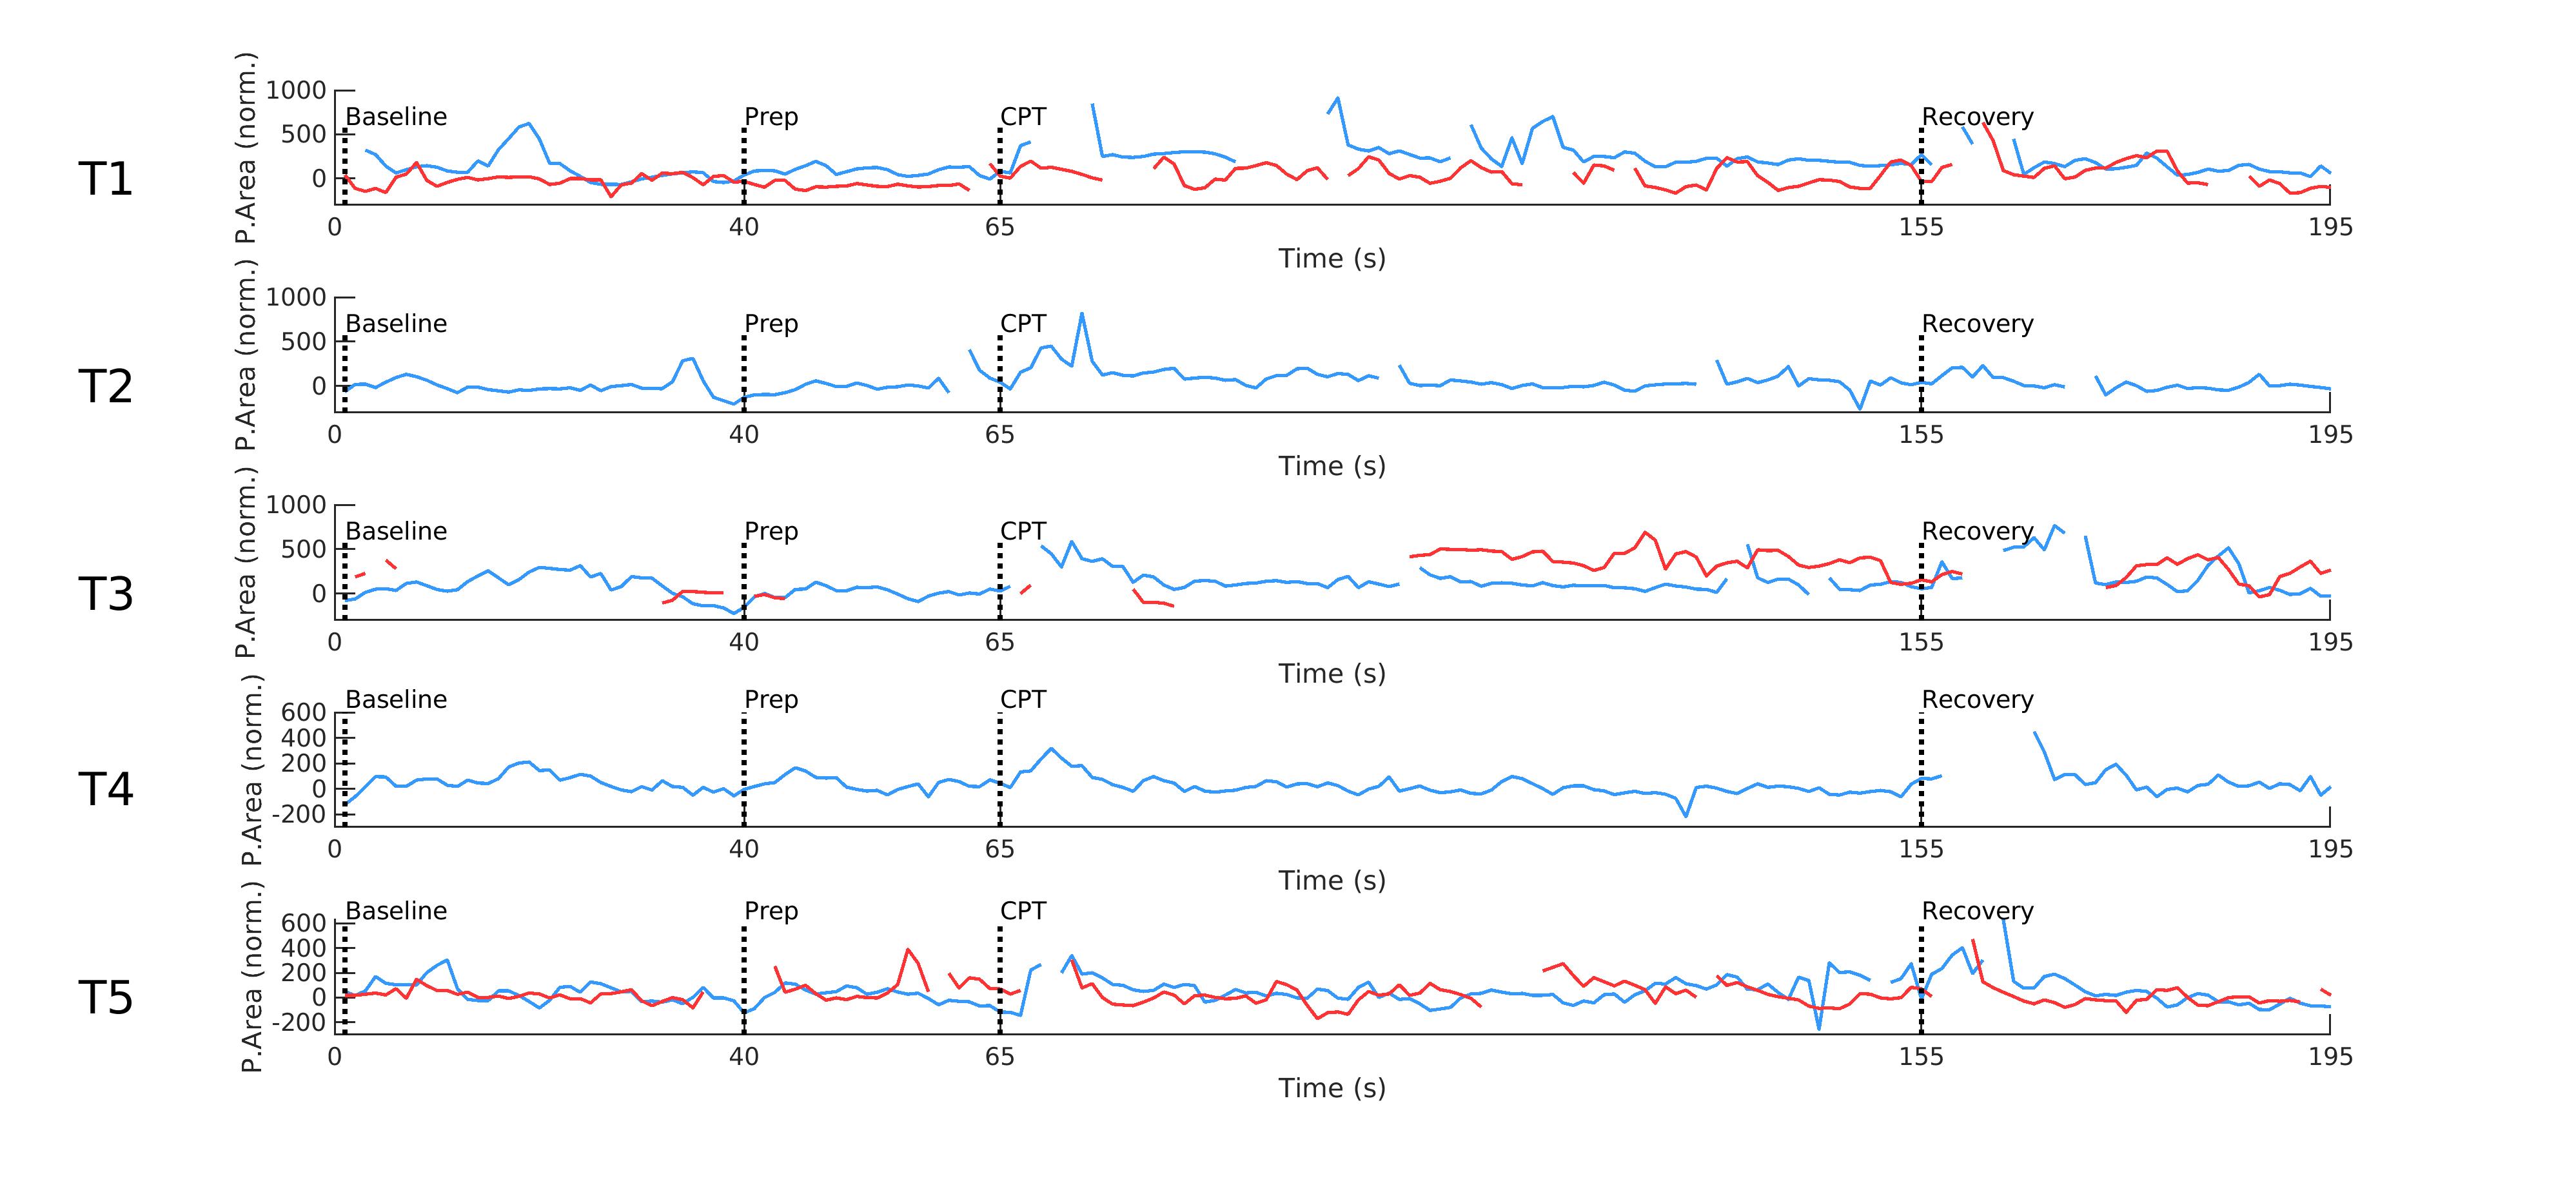 T1
P.Area (norm.)
1000
500
0
Baseline
Prep
CPT
Recovery
0 40 65 155 195
Time (s)
T2
P.Area (norm.)
1000
500
0
Baseline
Prep
CPT
Recovery
0 40 65 155 195
Time (s)
T3
P.Area (norm.)
1000
500
0
Baseline
Prep
CPT
Recovery
0 40 65 155 195
Time (s)
T4
P.Area (norm.)
600
400
200
0
-200
Baseline
Prep
CPT
Recovery
0 40 65 155 195
Time (s)
T5
P.Area (norm.)
600
400
200
0
-200
Baseline
Prep
CPT
Recovery
0 40 65 155 195
Time (s)